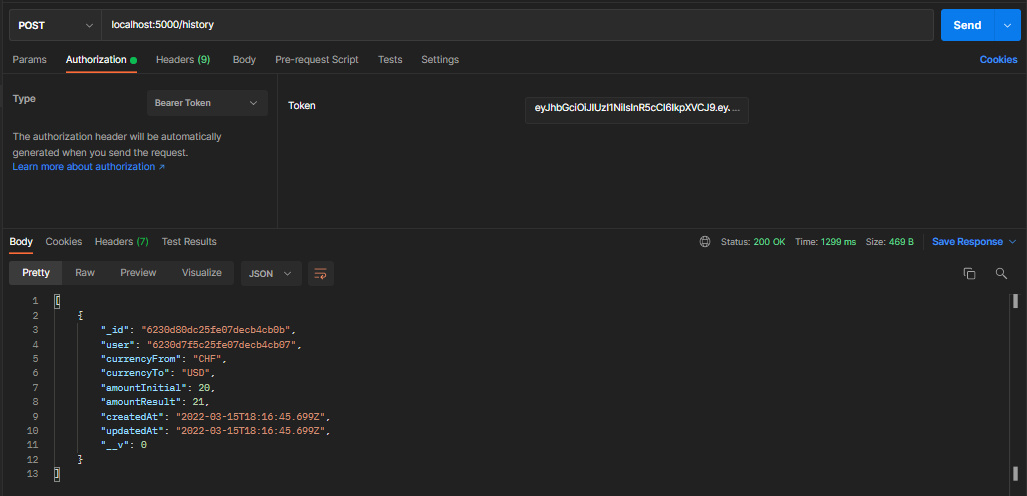 POST localhost:5000/history Send
Params Authorization Headers (9) Body Pre-request Script Tests Settings Cookies
Type Bearer Token Token eyJhbGciOiJIUzI1NiIsInR5cCI6IkpXVCJ9.ey. ...
The authorization header will be automatically
generated when you send the request.
Learn more about authorization ↗
Body Cookies Headers (7) Test Results Status: 200 OK Time: 1299 ms Size: 469 B Save Response
Pretty Raw Preview Visualize JSON
1 [
2 {
3 "_id": "6230d80dc25fe07decb4cb0b",
4 "user": "6230d7f5c25fe07decb4cb07",
5 "currencyFrom": "CHF",
6 "currencyTo": "USD",
7 "amountInitial": 20,
8 "amountResult": 21,
9 "createdAt": "2022-03-15T18:16:45.699Z",
10 "updatedAt": "2022-03-15T18:16:45.699Z",
11 "__v": 0
12 }
13 ]